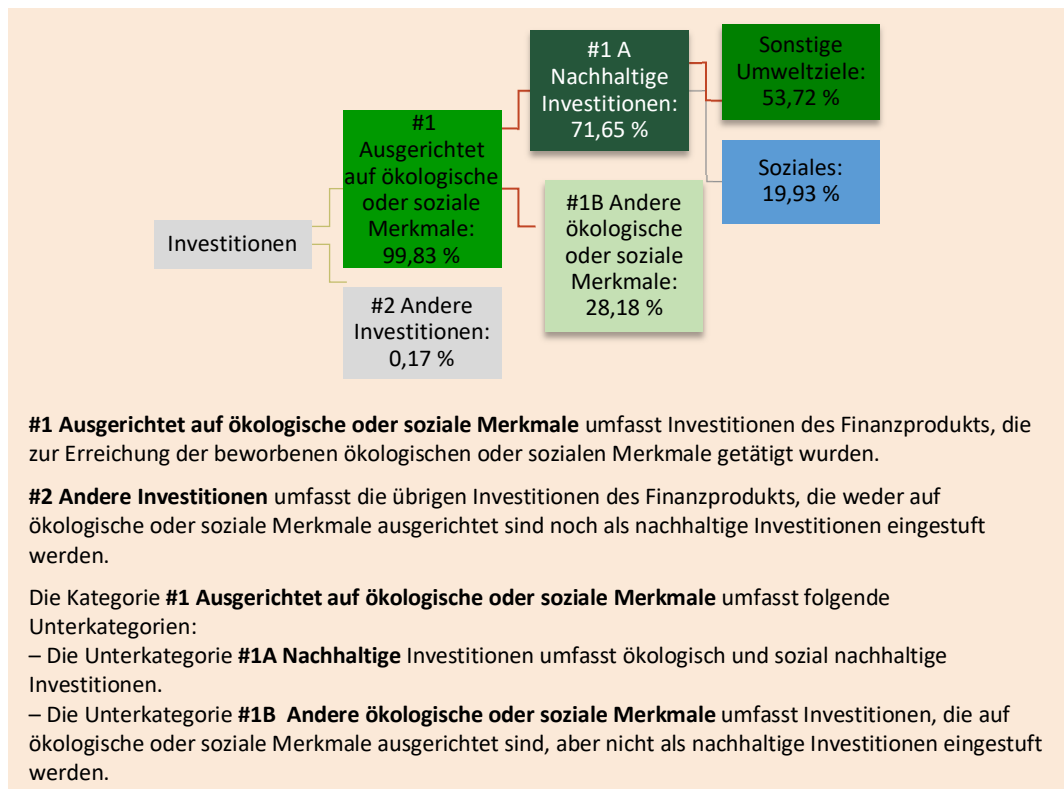 Investitionen
#1
Ausgerichtet
auf ökologische
oder soziale
Merkmale:
99,83 %
#2 Andere
Investitionen:
0,17 %
#1 A
Nachhaltige
Investitionen:
71,65 %
#1B Andere
ökologische
oder soziale
Merkmale:
28,18 %
Sonstige
Umweltziele:
53,72 %
Soziales:
19,93 %
#1 Ausgerichtet auf ökologische oder soziale Merkmale umfasst Investitionen des Finanzprodukts, die
zur Erreichung der beworbenen ökologischen oder sozialen Merkmale getätigt wurden.
#2 Andere Investitionen umfasst die übrigen Investitionen des Finanzprodukts, die weder auf
ökologische oder soziale Merkmale ausgerichtet sind noch als nachhaltige Investitionen eingestuft
werden.
Die Kategorie #1 Ausgerichtet auf ökologische oder soziale Merkmale umfasst folgende
Unterkategorien:
– Die Unterkategorie #1A Nachhaltige Investitionen umfasst ökologisch und sozial nachhaltige
Investitionen.
– Die Unterkategorie #1B Andere ökologische oder soziale Merkmale umfasst Investitionen, die auf
ökologische oder soziale Merkmale ausgerichtet sind, aber nicht als nachhaltige Investitionen eingestuft
werden.